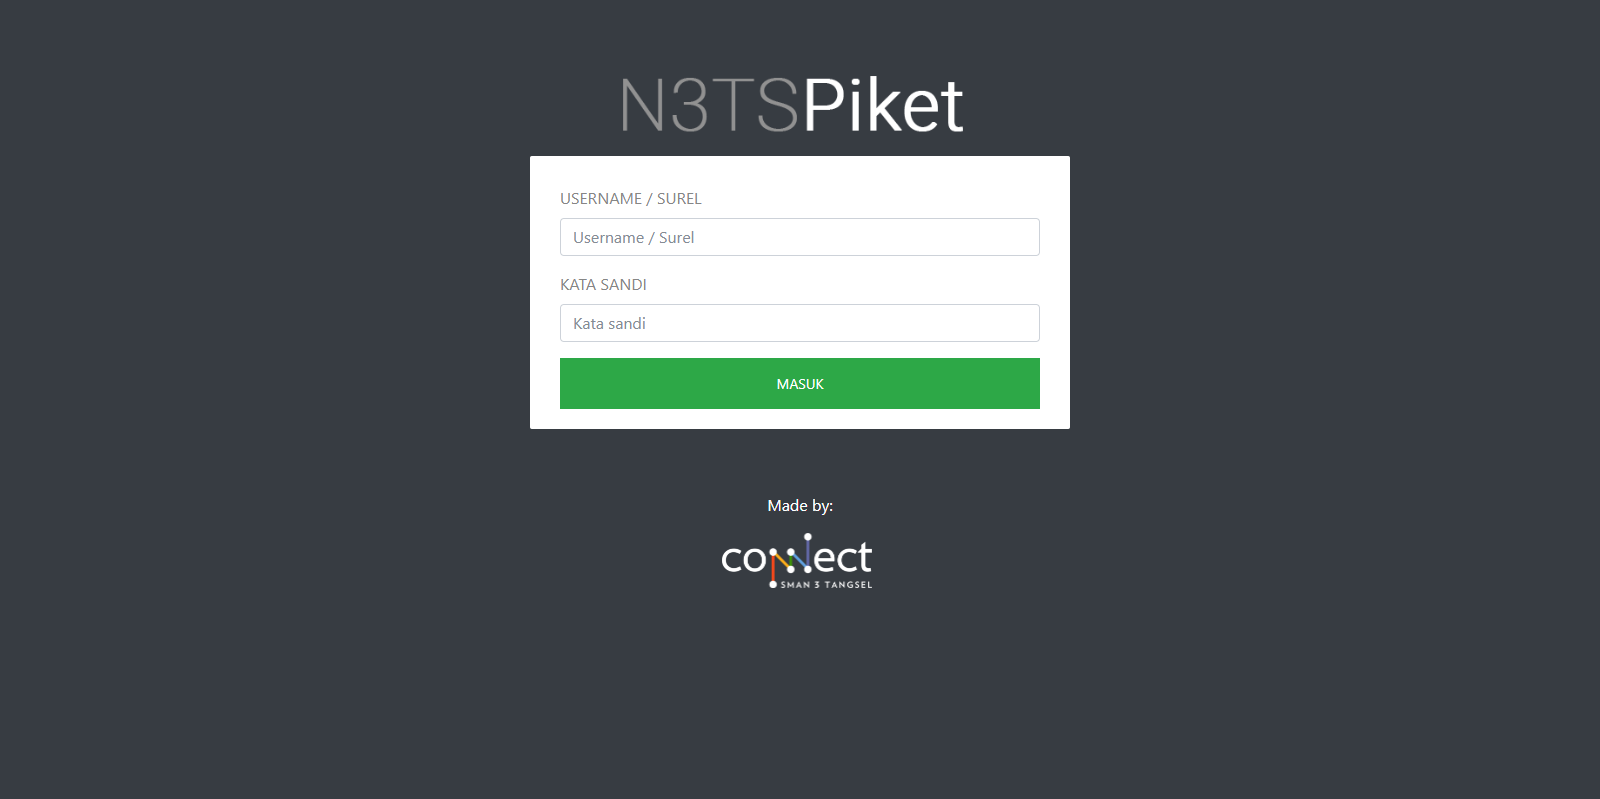 N3TSPiket
USERNAME / SUREL
Username / Surel
KATA SANDI
Kata sandi
MASUK
Made by:
connect
SMAN 3 TANGSEL